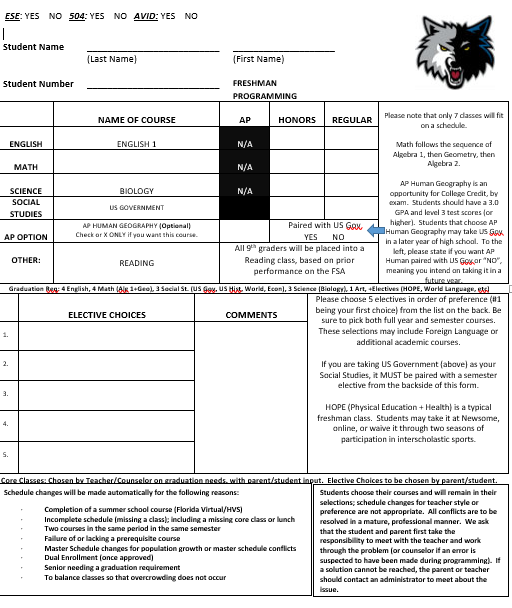 ESE: YES NO 504: YES NO AVID: YES NO
Student Name
(Last Name) (First Name)
Student Number
FRESHMAN
PROGRAMMING
NAME OF COURSE AP HONORS REGULAR
ENGLISH ENGLISH 1 N/A
MATH N/A
SCIENCE BIOLOGY N/A
SOCIAL
STUDIES US GOVERNMENT
AP OPTION AP HUMAN GEOGRAPHY (Optional)
Check or X ONLY if you want this course.
Paired with US Gov
YES NO
OTHER: READING
All 9th graders will be placed into a
Reading class, based on prior
performance on the FSA
Please note that only 7 classes will fit
on a schedule.
Math follows the sequence of
Algebra 1, then Geometry, then
Algebra 2.
AP Human Geography is an
opportunity for College Credit, by
exam. Students should have a 3.0
GPA and level 3 test scores (or
higher). Students that choose AP
Human Geography may take US Gov
in a later year of high school. To the
left, please state if you want AP
Human paired with US Gov or "NO",
meaning you intend on taking it in a
future year.
Graduation Req: 4 English, 4 Math (Alg 1+Geo), 3 Social St. (US Gov, US Hist, World, Econ), 3 Science (Biology), 1 Art, +Electives (HOPE, World Language, etc)
ELECTIVE CHOICES COMMENTS
1.
2.
3.
4.
5.
Please choose 5 electives in order of preference (#1
being your first choice) from the list on the back. Be
sure to pick both full year and semester courses.
These selections may include Foreign Language or
additional academic courses.
If you are taking US Government (above) as your
Social Studies, it MUST be paired with a semester
elective from the backside of this form.
HOPE (Physical Education + Health) is a typical
freshman class. Students may take it at Newsome,
online, or waive it through two seasons of
participation in interscholastic sports.
Core Classes: Chosen by Teacher/Counselor on graduation needs, with parent/student input. Elective Choices to be chosen by parent/student.
Schedule changes will be made automatically for the following reasons:
· Completion of a summer school course (Florida Virtual/HVS)
· Incomplete schedule (missing a class); including a missing core class or lunch
· Two courses in the same period in the same semester
· Failure of or lacking a prerequisite course
· Master Schedule changes for population growth or master schedule conflicts
· Dual Enrollment (once approved)
· Senior needing a graduation requirement
· To balance classes so that overcrowding does not occur
Students choose their courses and will remain in their
selections; schedule changes for teacher style or
preference are not appropriate. All conflicts are to be
resolved in a mature, professional manner. We ask
that the student and parent first take the
responsibility to meet with the teacher and work
through the problem (or counselor if an error is
suspected to have been made during programming). If
a solution cannot be reached, the parent or teacher
should contact an administrator to meet about the
issue.